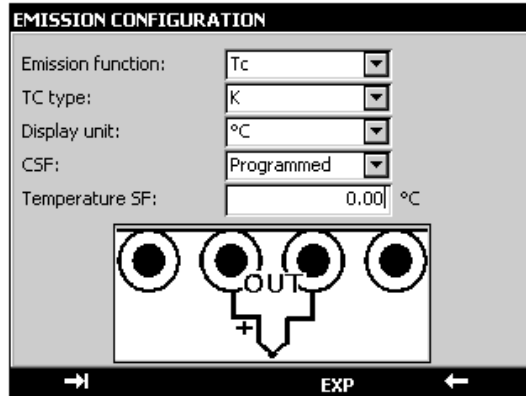 EMISSION CONFIGURATION
Emission function: Tc
TC type: K
Display unit: °C
CSF: Programmed
Temperature SF: 0.00 °C
OUT
+
EXP